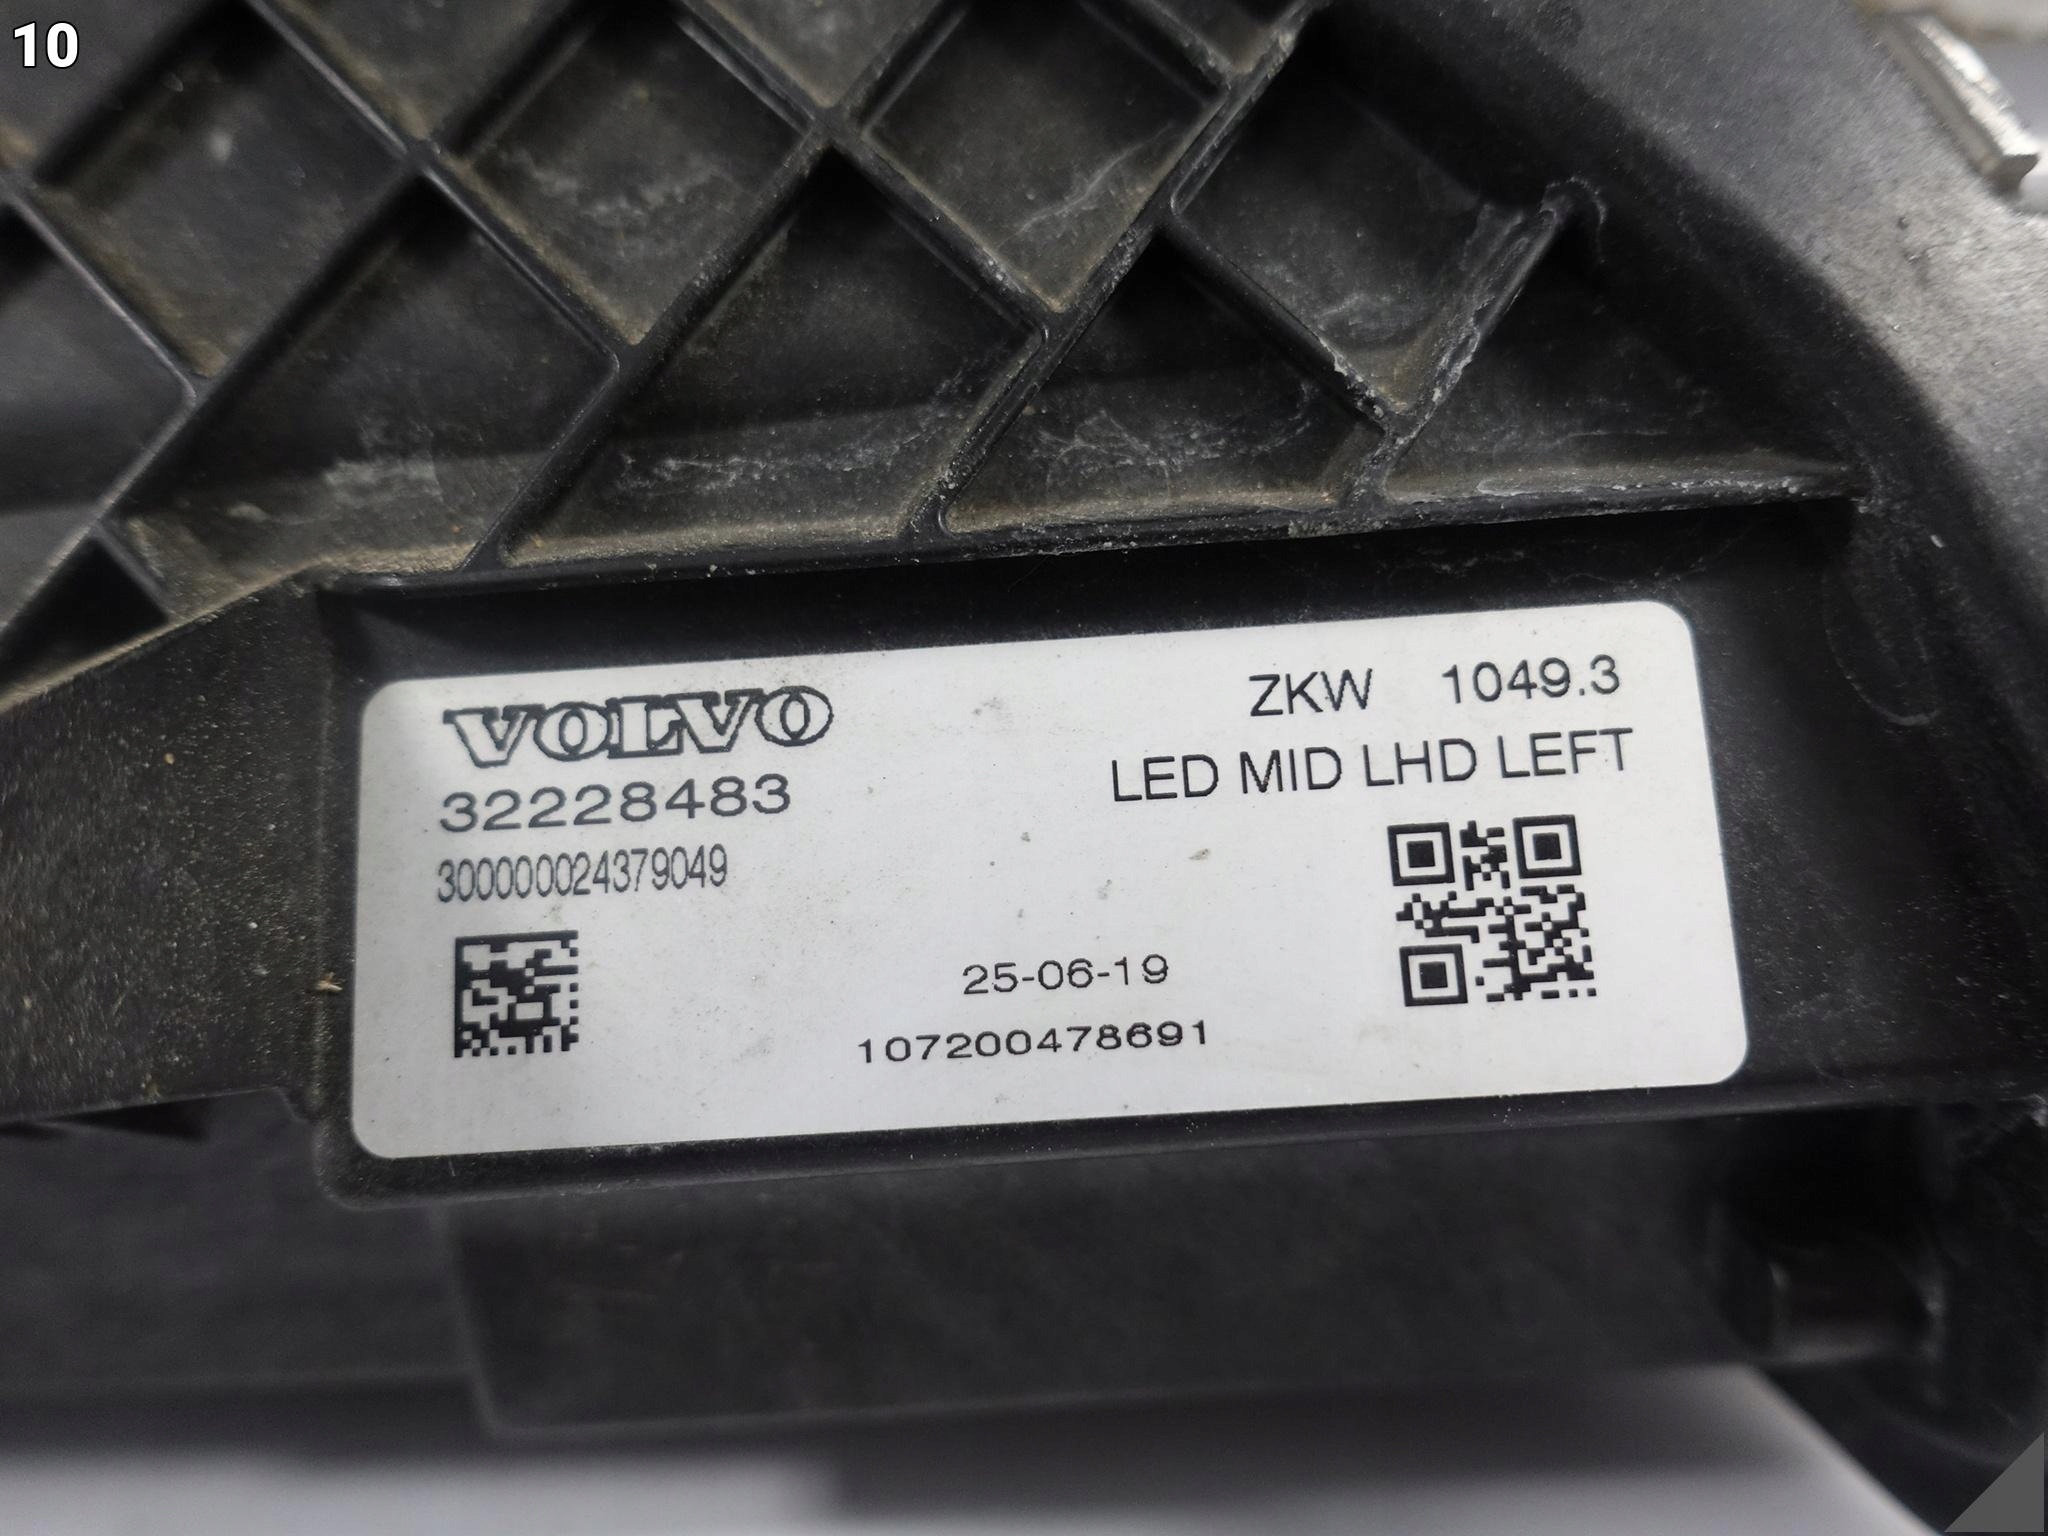 10
VOLVO
32228483
300000024379049
ZKW 1049.3
LED MID LHD LEFT
25-06-19
107200478691